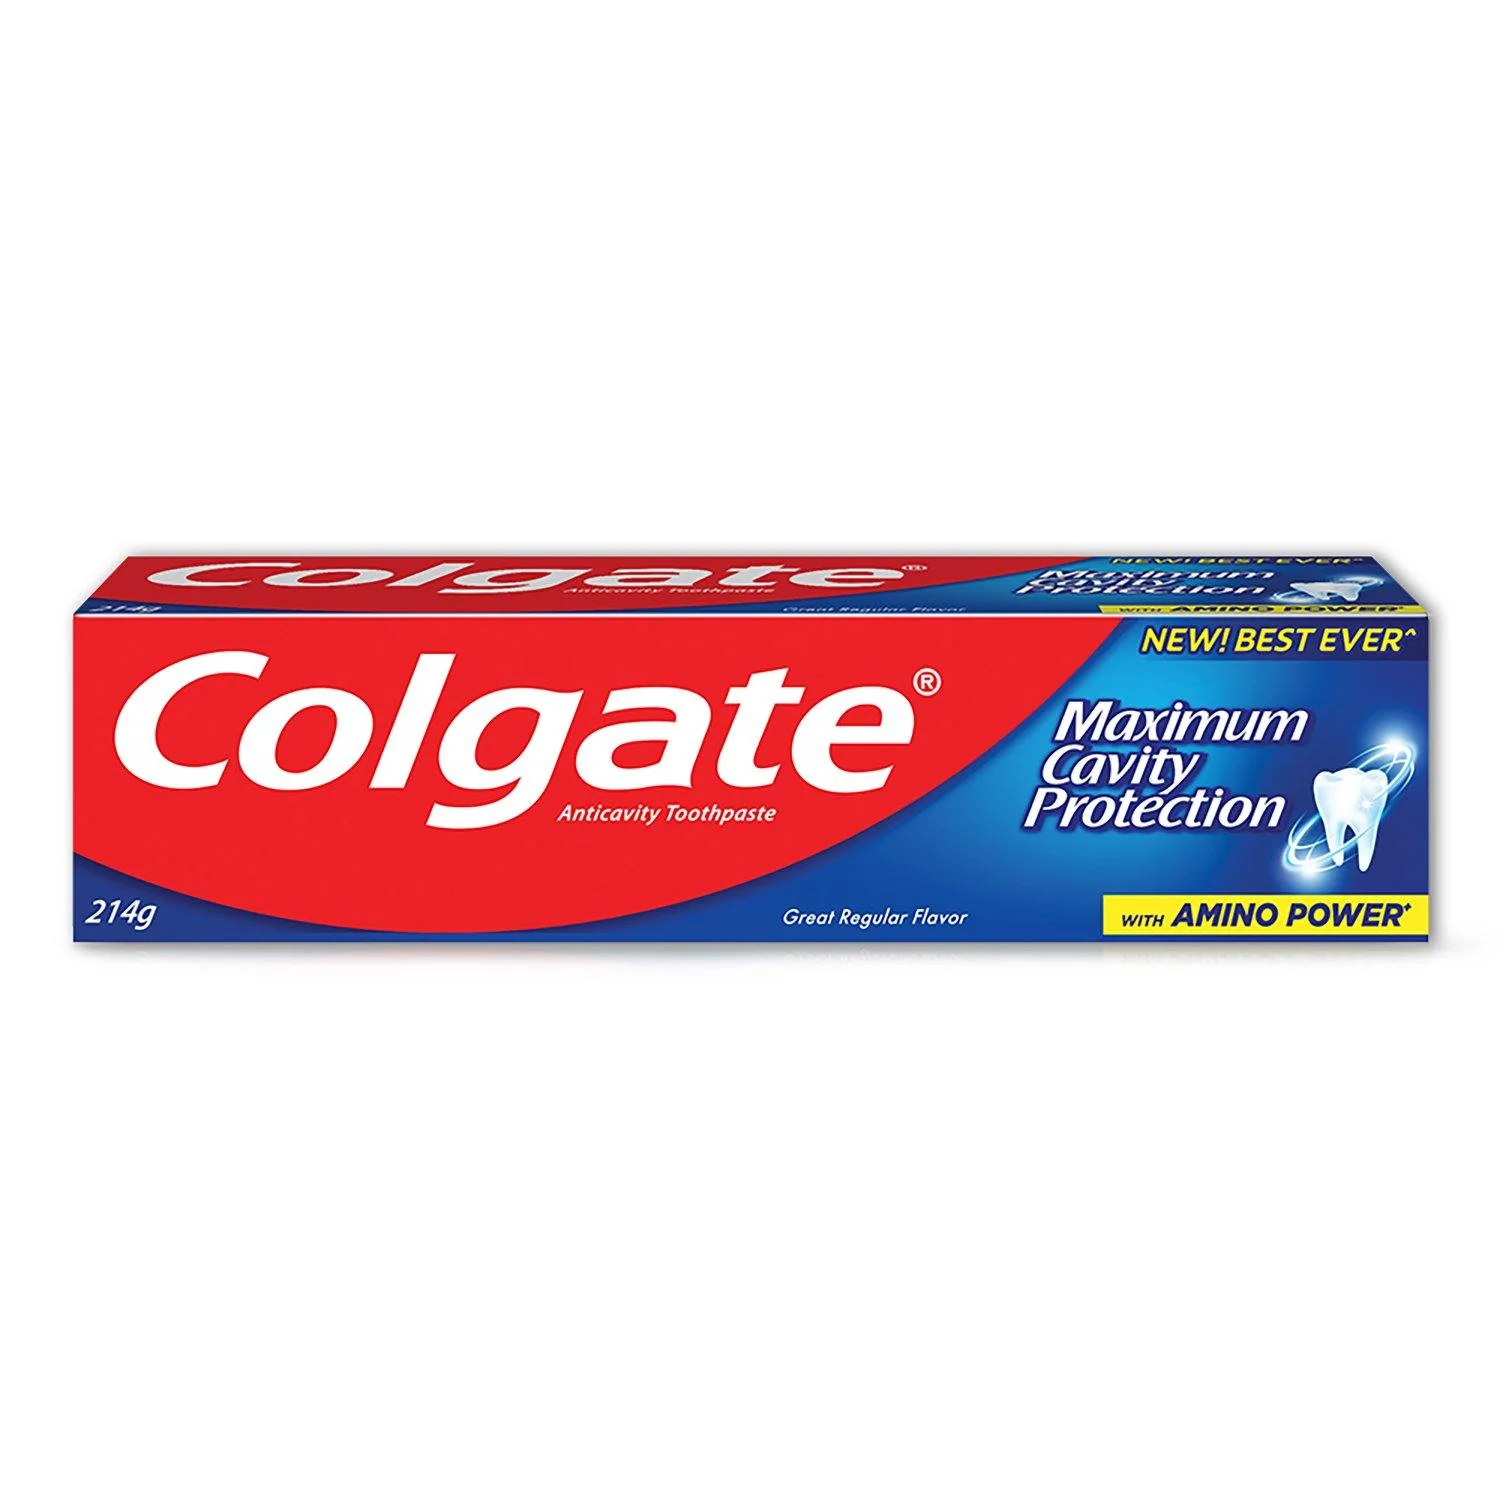 Colgate®
Anticavity Toothpaste
214g
Great Regular Flavor
NEW! BEST EVER^
Maximum
Cavity
Protection
WITH AMINO POWER+
Colgate®
Anticavity Toothpaste
214g
Great Regular Flavor
NEW! BEST EVER^
Maximum
Cavity
Protection
WITH AMINO POWER+